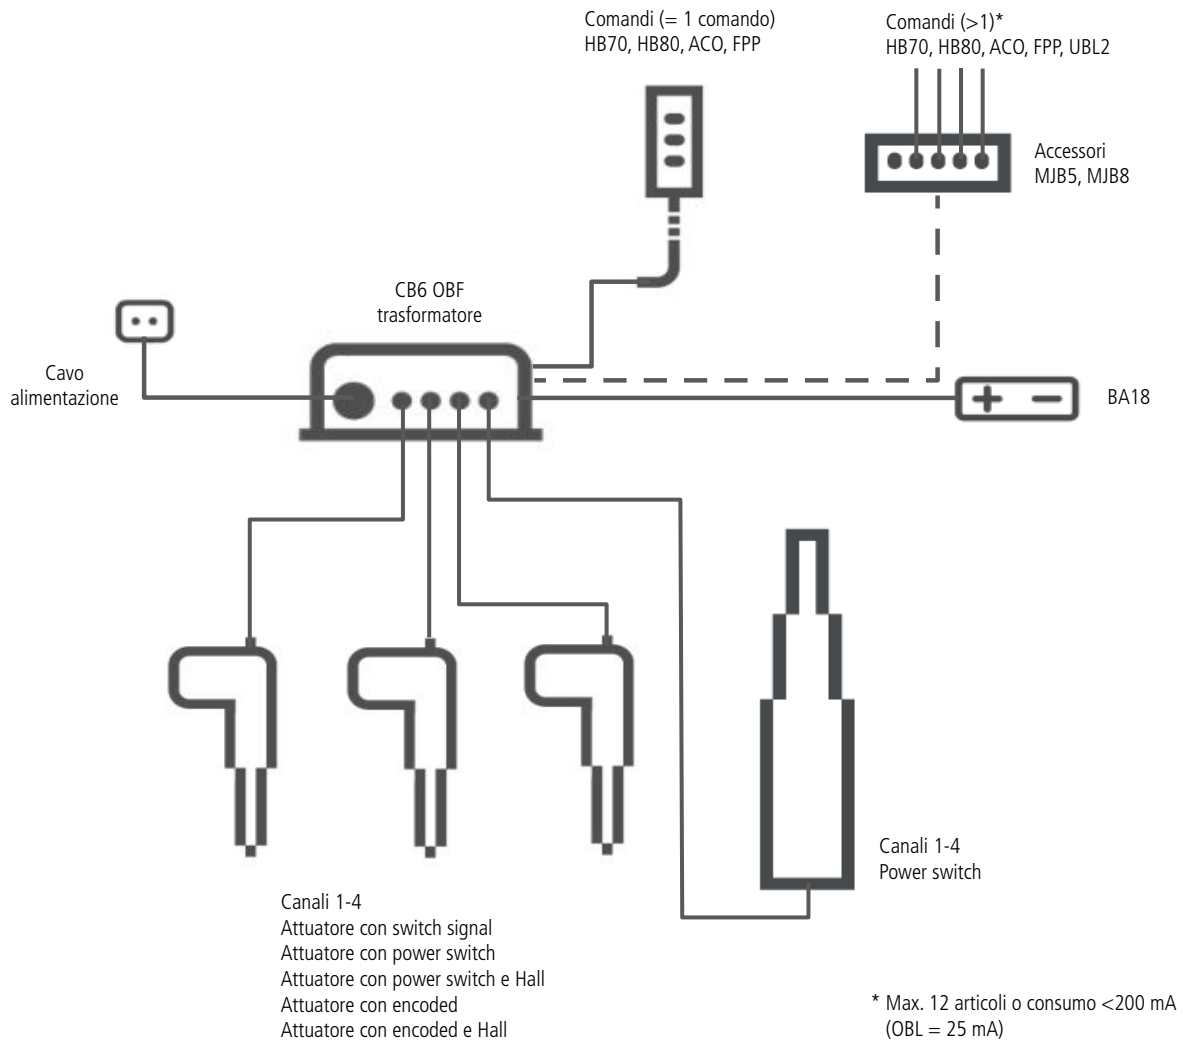 Comandi (= 1 comando)
HB70, HB80, ACO, FPP
Comandi (>1)*
HB70, HB80, ACO, FPP, UBL2
Accessori
MJB5, MJB8
CB6 OBF
trasformatore
Cavo
alimentazione
BA18
Canali 1-4
Power switch
Canali 1-4
Attuatore con switch signal
Attuatore con power switch
Attuatore con power switch e Hall
Attuatore con encoded
Attuatore con encoded e Hall
* Max. 12 articoli o consumo <200 mA
(OBL = 25 mA)